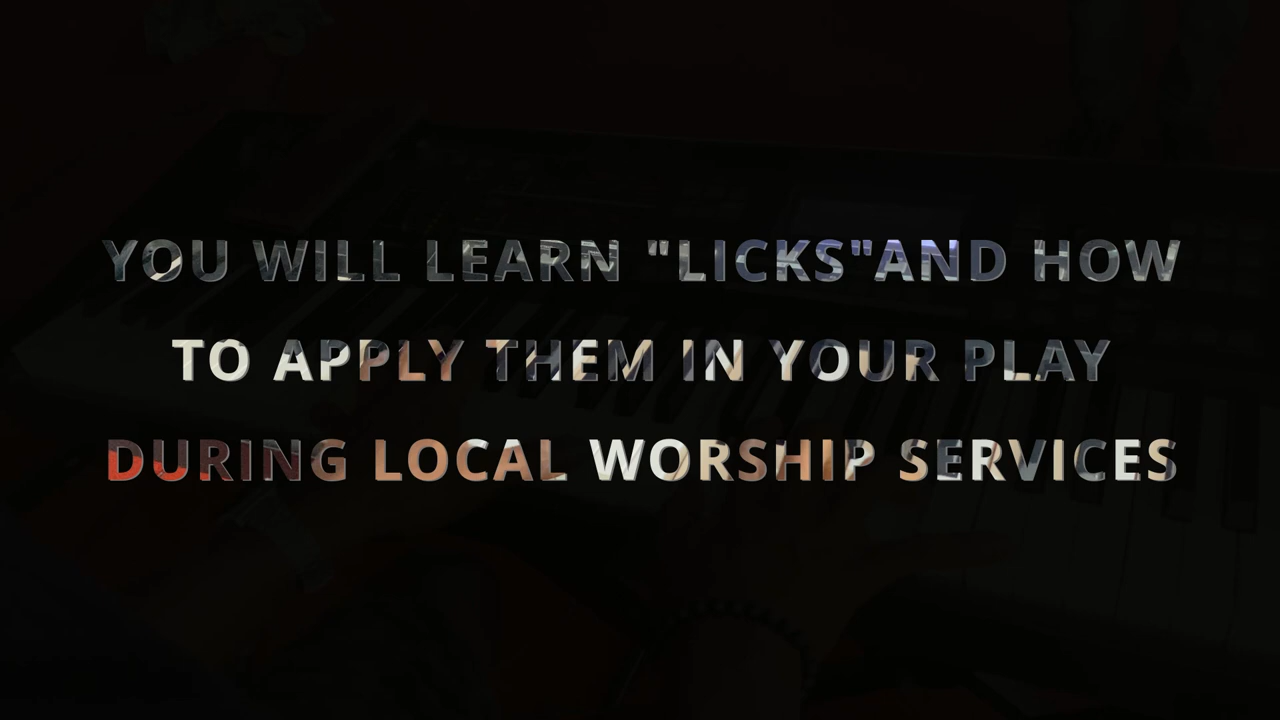 YOU WILL LEARN "LICKS"AND HOW
TO APPLY THEM IN YOUR PLAY
DURING LOCAL WORSHIP SERVICES